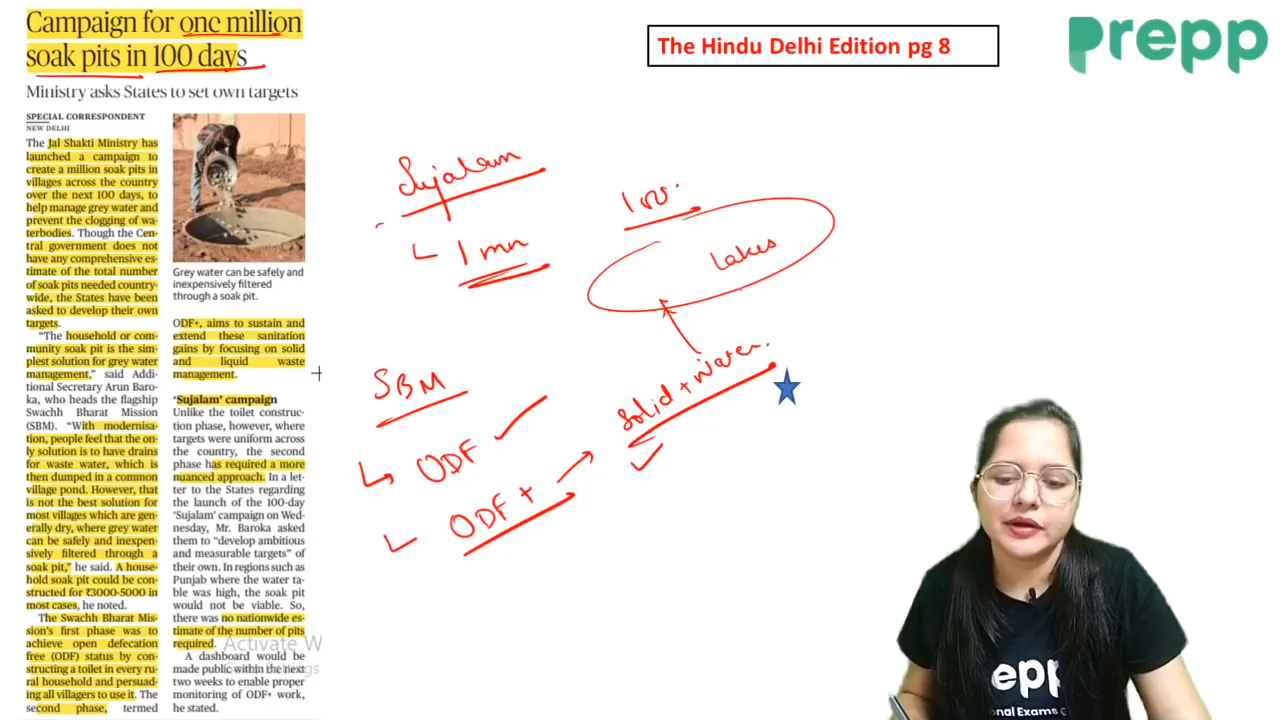 Campaign for one million
soak pits in 100 days
Ministry asks States to set own targets
SPECIAL CORRESPONDENT
NEW DELHI
The Jal Shakti Ministry has
launched a campaign to
create a million soak pits in
villages across the country
over the next 100 days, to
help manage grey water and
prevent the clogging of wa-
terbodies. Though the Cen-
tral government does not
have any comprehensive es-
timate of the total number
of soak pits needed country-
wide, the States have been
asked to develop their own
targets.
"The household or com-
munity soak pit is the sim-
plest solution for grey water
management," said Addi-
tional Secretary Arun Baro-
ka, who heads the flagship
Swachh Bharat Mission
(SBM). "With modernisa-
tion, people feel that the on-
ly solution is to have drains
for waste water, which is
then dumped in a common
village pond. However, that
is not the best solution for
most villages which are gen-
erally dry, where grey water
can be safely and inexpen-
sively filtered through a
soak pit," he said. A house-
hold soak pit could be con-
structed for ₹3000-5000 in
most cases, he noted.
The Swachh Bharat Mis-
sion's first phase was to
achieve open defecation
free (ODF) status by con-
structing a toilet in every ru-
ral household and persuad-
ing all villagers to use it. The
second phase, termed
Grey water can be safely and
inexpensively filtered
through a soak pit.
ODF+, aims to sustain and
extend these sanitation
gains by focusing on solid
and liquid waste
management.
'Sujalam' campaign
Unlike the toilet construc-
tion phase, however, where
targets were uniform across
the country, the second
phase has required a more
nuanced approach. In a let-
ter to the States regarding
the launch of the 100-day
'Sujalam' campaign on Wed-
nesday, Mr. Baroka asked
them to "develop ambitious
and measurable targets" of
their own. In regions such as
Punjab where the water ta-
ble was high, the soak pit
would not be viable. So,
there was no nationwide es-
timate of the number of pits
required.
A dashboard would be
made public within the next
two weeks to enable proper
monitoring of ODF+ work,
he stated.
Activate W
The Hindu Delhi Edition pg 8
prepp
Sujalam
1 mn
Lakes
SBM
ODF
ODF +
solid + water.
prepp